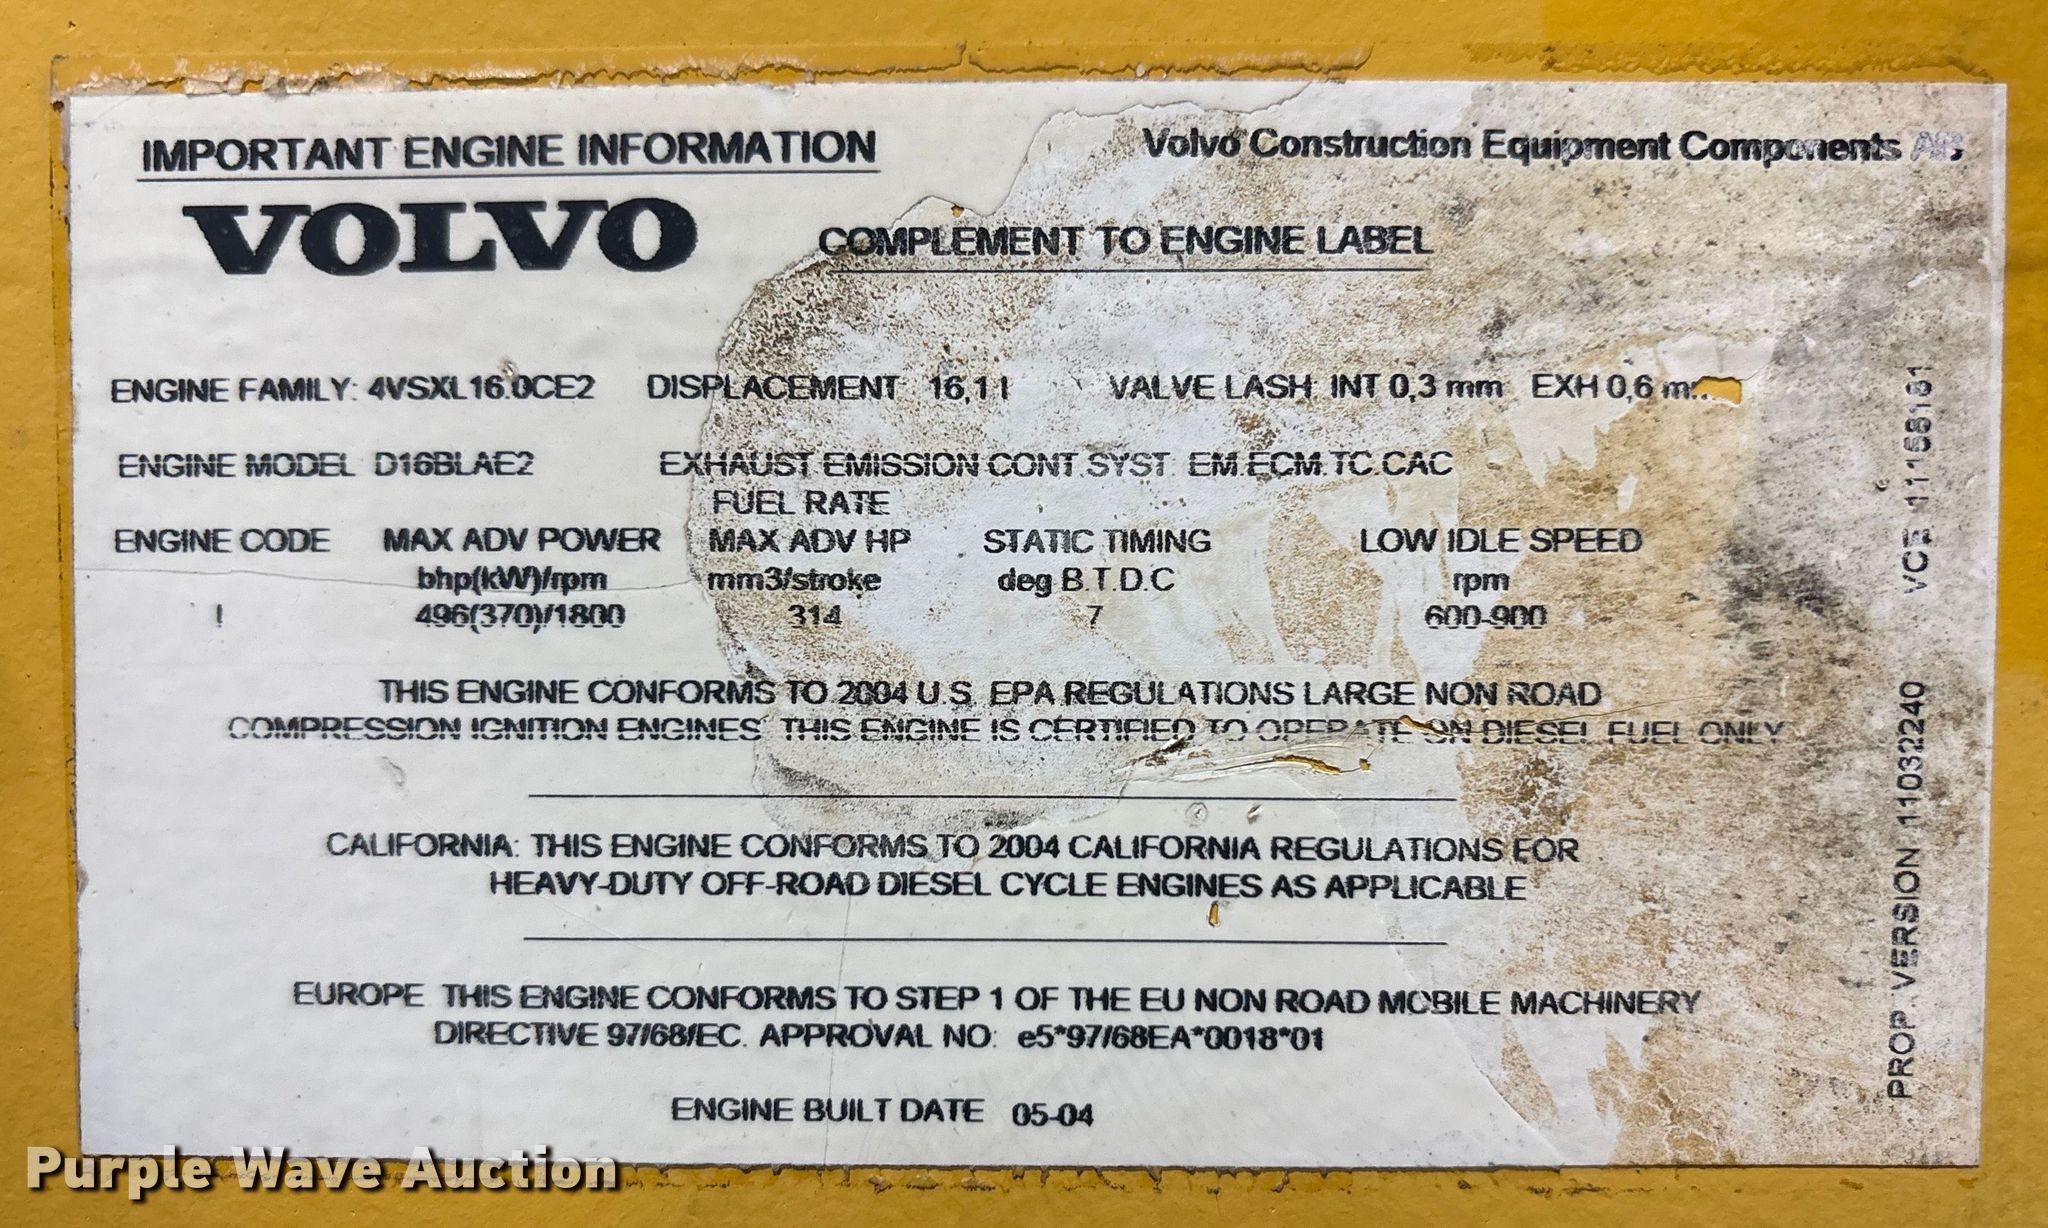 IMPORTANT ENGINE INFORMATION
Volvo Construction Equipment Components AB
VOLVO
COMPLEMENT TO ENGINE LABEL
ENGINE FAMILY: 4VSXL16.0CE2 DISPLACEMENT 16,1 l VALVE LASH INT 0,3 mm EXH 0,6 m
ENGINE MODEL D16BLAE2 EXHAUST EMISSION CONT.SYST EM.ECM.TC.CAC
FUEL RATE
ENGINE CODE MAX ADV POWER MAX ADV HP STATIC TIMING LOW IDLE SPEED
bhp(kW)/rpm mm3/stroke deg B.T.D.C rpm
I 496(370)/1800 314 7 600-900
THIS ENGINE CONFORMS TO 2004 U.S. EPA REGULATIONS LARGE NON ROAD
COMPRESSION IGNITION ENGINES THIS ENGINE IS CERTIFIED TO OPERATE ON DIESEL FUEL ONLY
CALIFORNIA: THIS ENGINE CONFORMS TO 2004 CALIFORNIA REGULATIONS FOR
HEAVY-DUTY OFF-ROAD DIESEL CYCLE ENGINES AS APPLICABLE
EUROPE THIS ENGINE CONFORMS TO STEP 1 OF THE EU NON ROAD MOBILE MACHINERY
DIRECTIVE 97/68/EC. APPROVAL NO: e5*97/68EA*0018*01
ENGINE BUILT DATE 05-04
PROP. VERSION 11032240 VCE 11158181
Purple Wave Auction